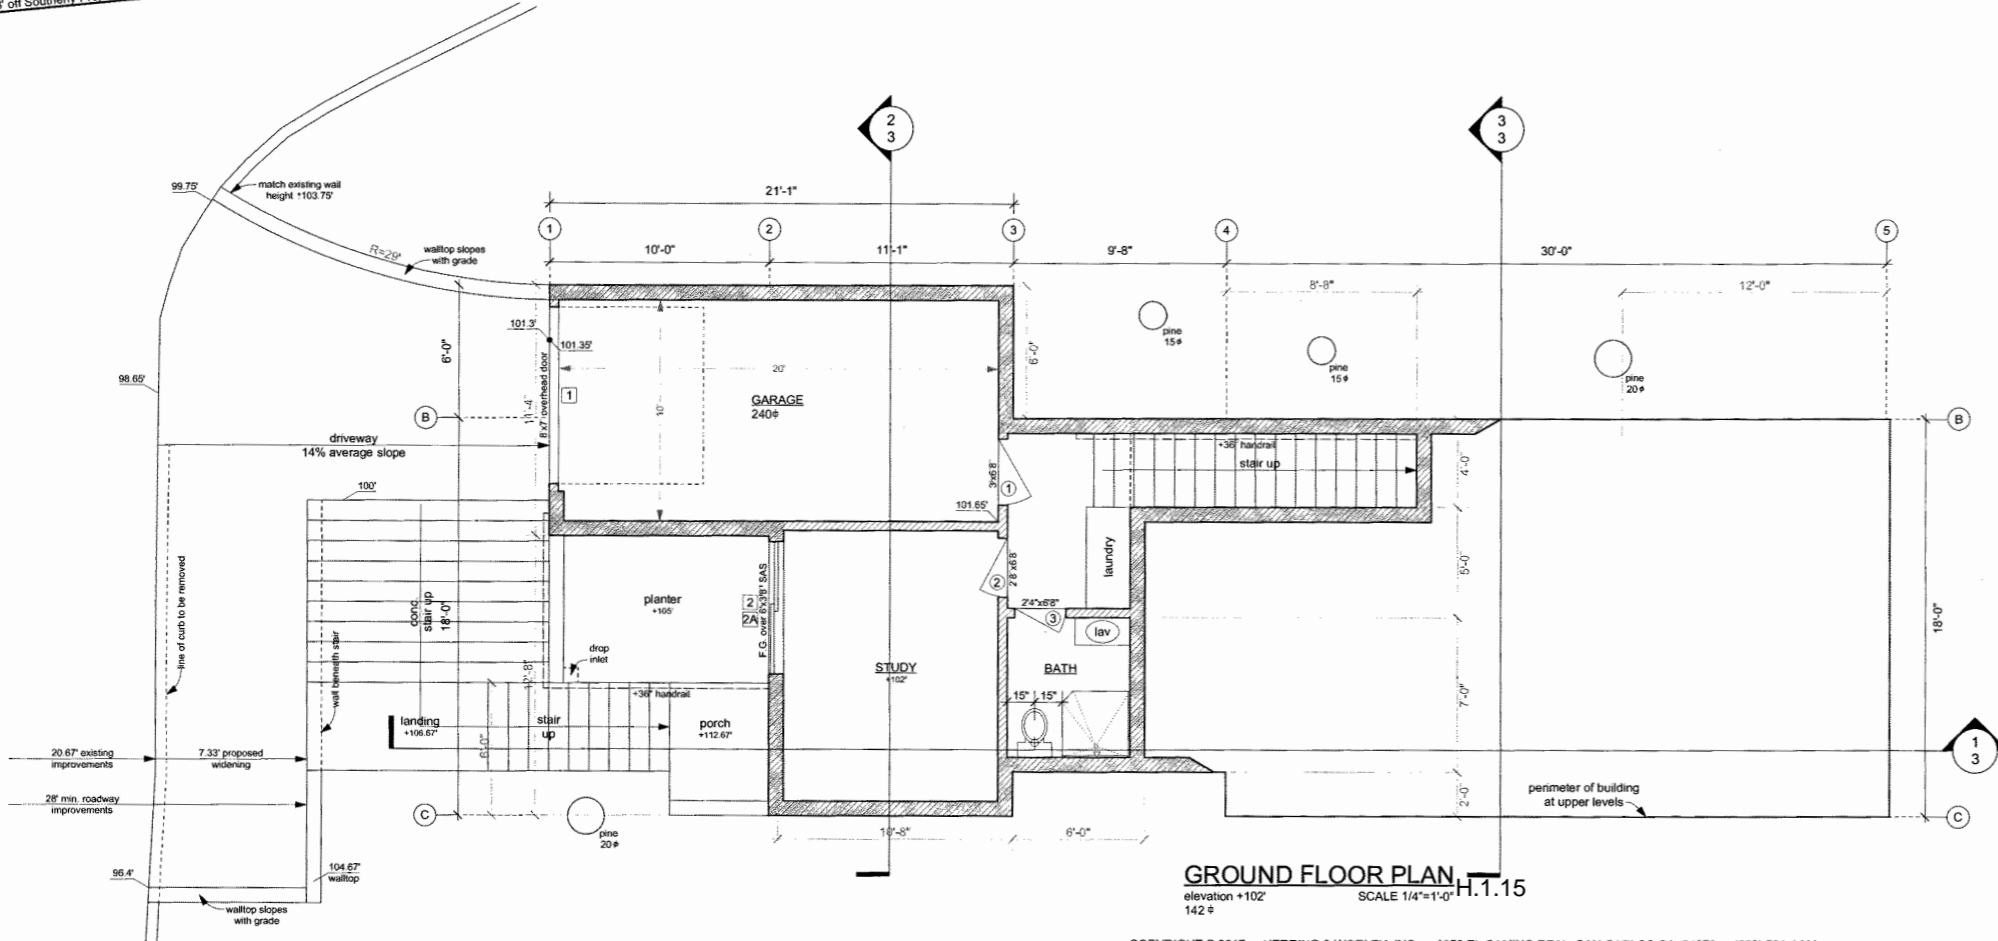 99.75'
match existing wall
height +103.75'
R=29'
walltop slopes
with grade
98.65'
2
3
3
3
21'-1"
1
2
3
4
5
10'-0"
11'-1"
9'-8"
30'-0"
8'-8"
12'-0"
6'-0"
6'-0"
pine
15⌀
pine
15⌀
pine
20⌀
101.3'
101.35'
8'x7' overhead door
11'-4"
1
20'
10'
GARAGE
240⌀
B
B
driveway
14% average slope
100'
101.65'
3'x6'8"
1
+36" handrail
stair up
4'-0"
conc.
stair up
18'-0"
line of curb to be removed
wall beneath stair
planter
+105'
2
2A
F.G. over 6'x3'8" SAS
drop
inlet
12'-8"
+36" handrail
STUDY
+102'
2
2'8"x6'8"
laundry
2'4"x6'8"
3
lav
BATH
15"
15"
5'-0"
7'-0"
2'-0"
18'-0"
landing
+106.67'
stair
up
porch
+112.67'
6'-0"
20.67' existing
improvements
7.33' proposed
widening
28' min. roadway
improvements
C
C
pine
20⌀
10'-8"
6'-0"
perimeter of building
at upper levels
1
3
96.4'
104.67'
walltop
walltop slopes
with grade
GROUND FLOOR PLAN
H.1.15
elevation +102'
SCALE 1/4"=1'-0"
142 ⌀